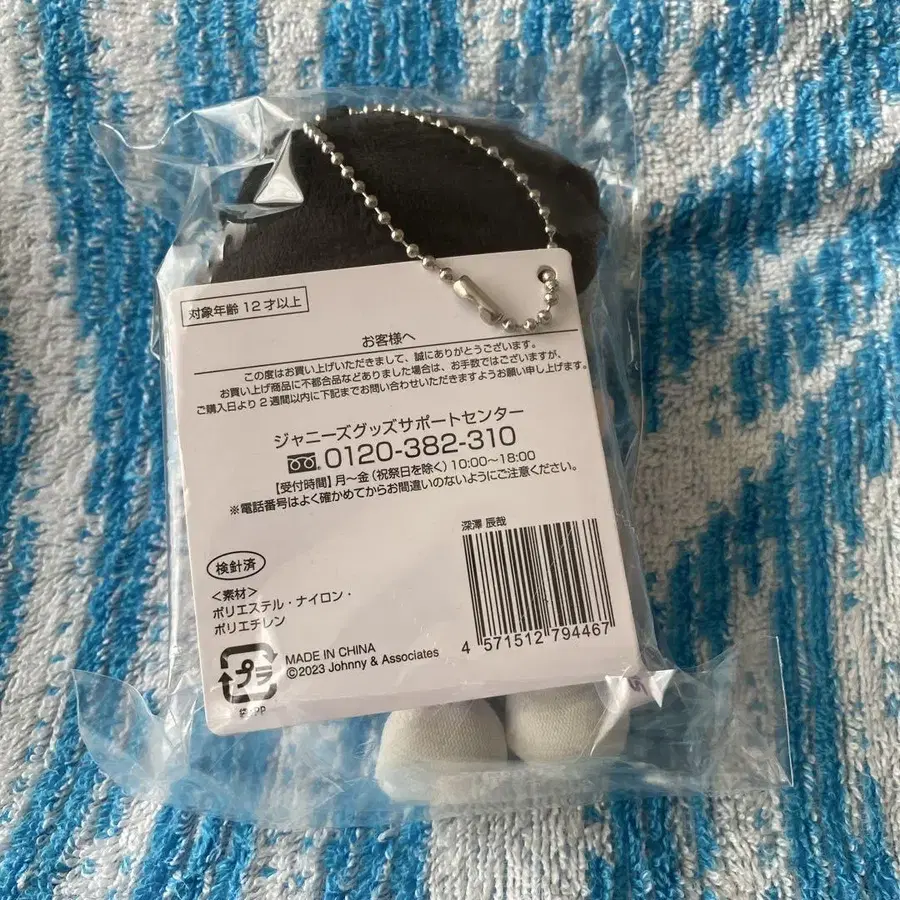 対象年齢 12才以上
お客様へ
この度はお買い上げいただきまして、誠にありがとうございます。
お買い上げ商品に不都合品などありました場合は、お手数ではございますが、
ご購入日より2週間以内に下記までお問い合わせいただきますようお願い申し上げます。
ジャニーズグッズサポートセンター
0120-382-310
【受付時間】月～金(祝祭日を除く)10:00～18:00
※電話番号はよく確かめてからお間違いのないようにご注意ください。
深澤 辰哉
検針済
<素材>
ポリエステル・ナイロン・
ポリエチレン
4 571512 794467
MADE IN CHINA
©2023 Johnny & Associates
プラ
袋:PP